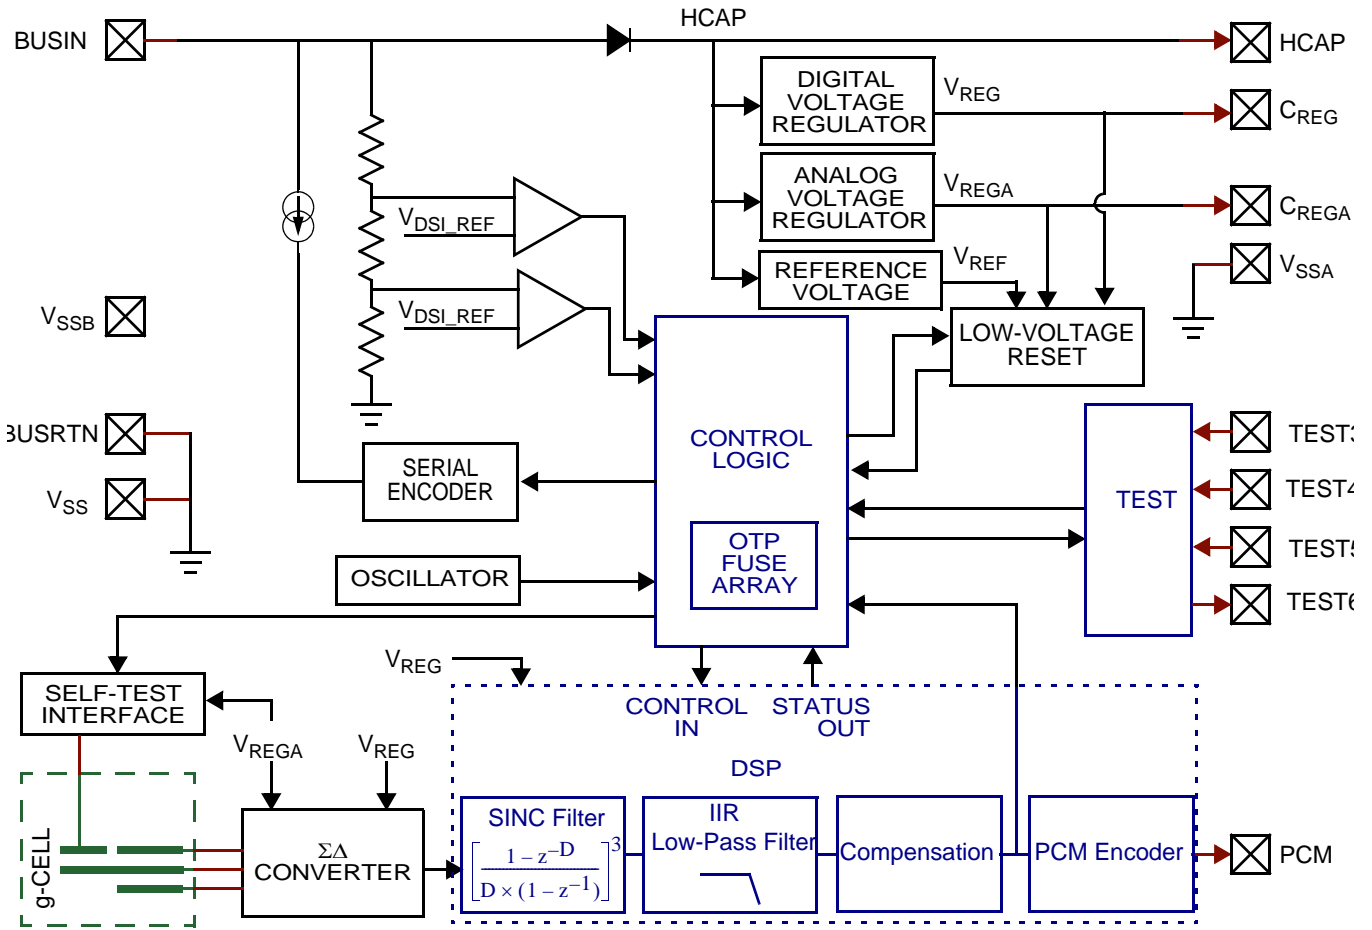 HCAP
BUSIN
HCAP
DIGITAL
VOLTAGE
REGULATOR
VREG
CREG
ANALOG
VOLTAGE
REGULATOR
VREGA
CREGA
VDSI_REF
REFERENCE
VOLTAGE
VREF
VSSA
VSSB
VDSI_REF
LOW-VOLTAGE
RESET
BUSRTN
VSS
SERIAL
ENCODER
CONTROL
LOGIC
OTP
FUSE
ARRAY
TEST
TEST3
TEST4
TEST5
TEST6
OSCILLATOR
SELF-TEST
INTERFACE
VREG
CONTROL
IN
STATUS
OUT
VREGA
VREG
DSP
g-CELL
ΣΔ
CONVERTER
SINC Filter
[(1 – z^–D) / (D × (1 – z^–1))]^3
IIR
Low-Pass Filter
Compensation
PCM Encoder
PCM